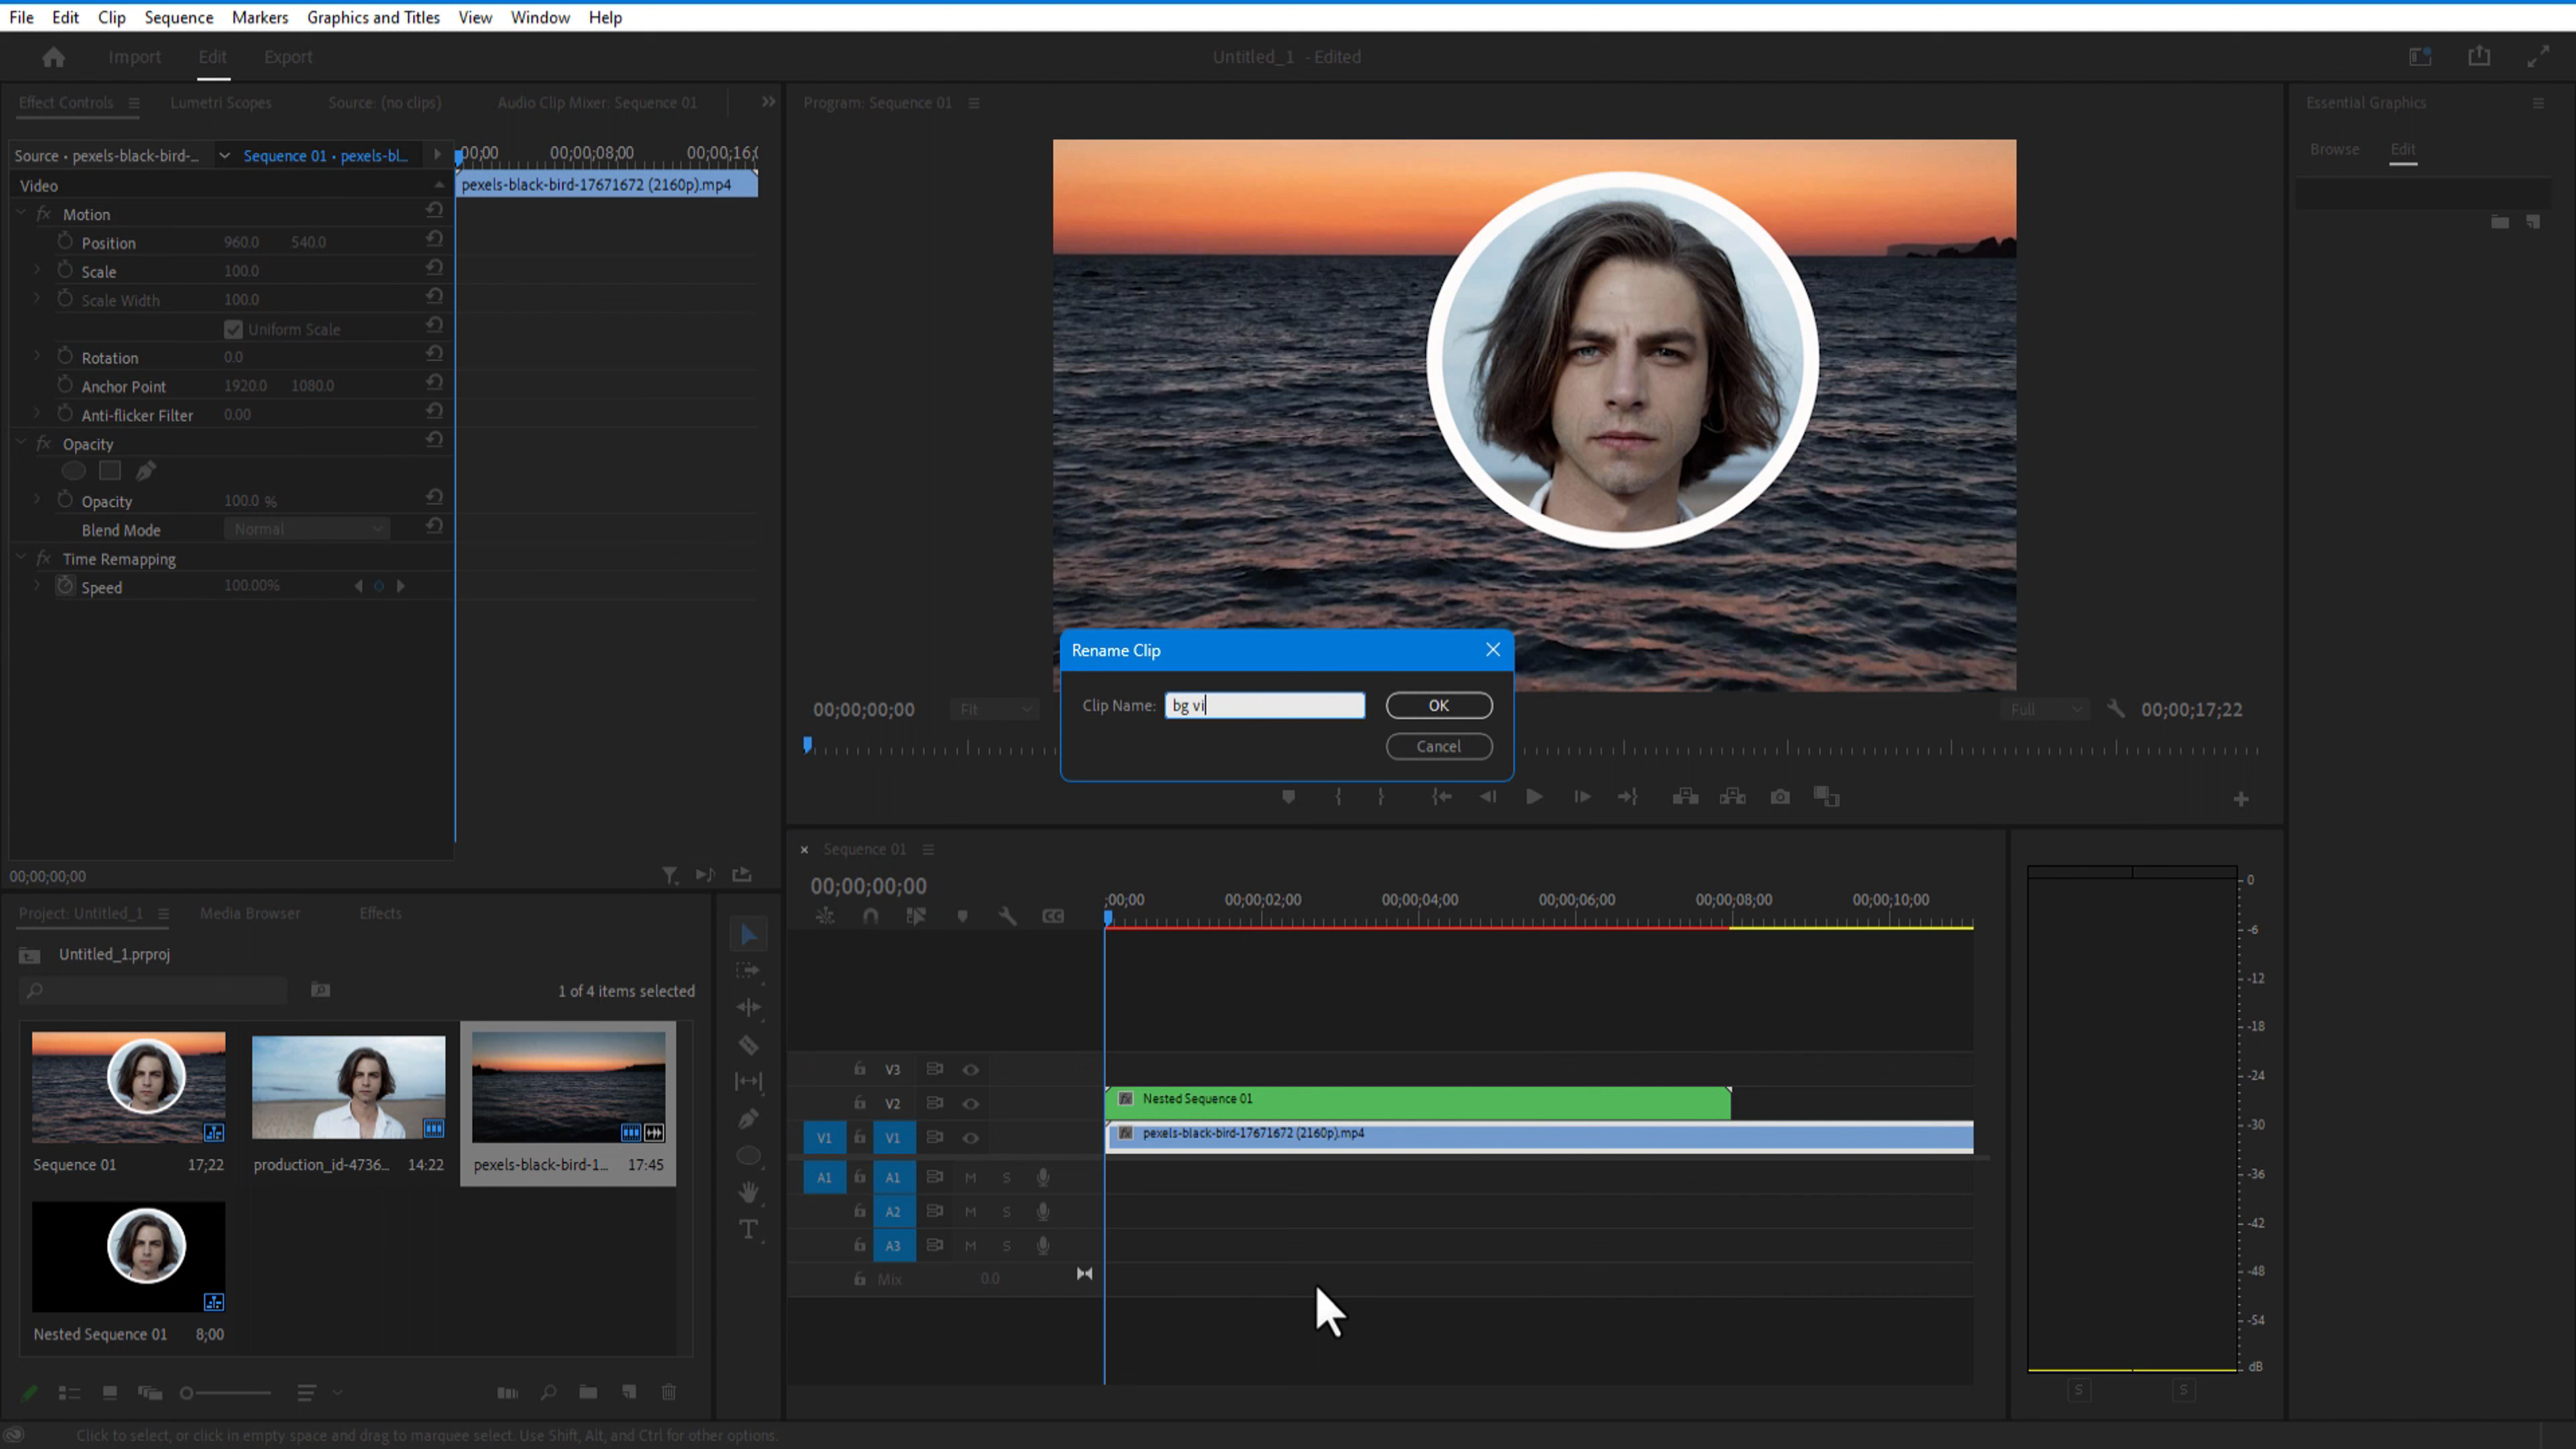 File Edit Clip Sequence Markers Graphics and Titles View Window Help
Import Edit Export
Untitled_1 - Edited
Effect Controls Lumetri Scopes Source: (no clips) Audio Clip Mixer: Sequence 01
Program: Sequence 01
Essential Graphics
Browse Edit
Source • pexels-black-bird-... Sequence 01 • pexels-bl...
00;00 00;00;08;00 00;00;16;0
Video
pexels-black-bird-17671672 (2160p).mp4
fx Motion
Position 960.0 540.0
Scale 100.0
Scale Width 100.0
Uniform Scale
Rotation 0.0
Anchor Point 1920.0 1080.0
Anti-flicker Filter 0.00
fx Opacity
Opacity 100.0 %
Blend Mode Normal
fx Time Remapping
Speed 100.00%
00;00;00;00
Rename Clip
Clip Name: bg vi OK
Cancel
00;00;00;00 Fit
Full 00;00;17;22
Sequence 01
00;00;00;00
;00;00 00;00;02;00 00;00;04;00 00;00;06;00 00;00;08;00 00;00;10;00
CC
V3
V2 fx Nested Sequence 01
V1 V1 fx pexels-black-bird-17671672 (2160p).mp4
A1 A1 M S
A2 M S
A3 M S
Mix 0.0
0
-6
-12
-18
-24
-30
-36
-42
-48
-54
dB
S S
Project: Untitled_1 Media Browser Effects
Untitled_1.prproj
1 of 4 items selected
Sequence 01 17;22
production_id-4736... 14:22
pexels-black-bird-1... 17:45
Nested Sequence 01 8;00
Click to select, or click in empty space and drag to marquee select. Use Shift, Alt, and Ctrl for other options.